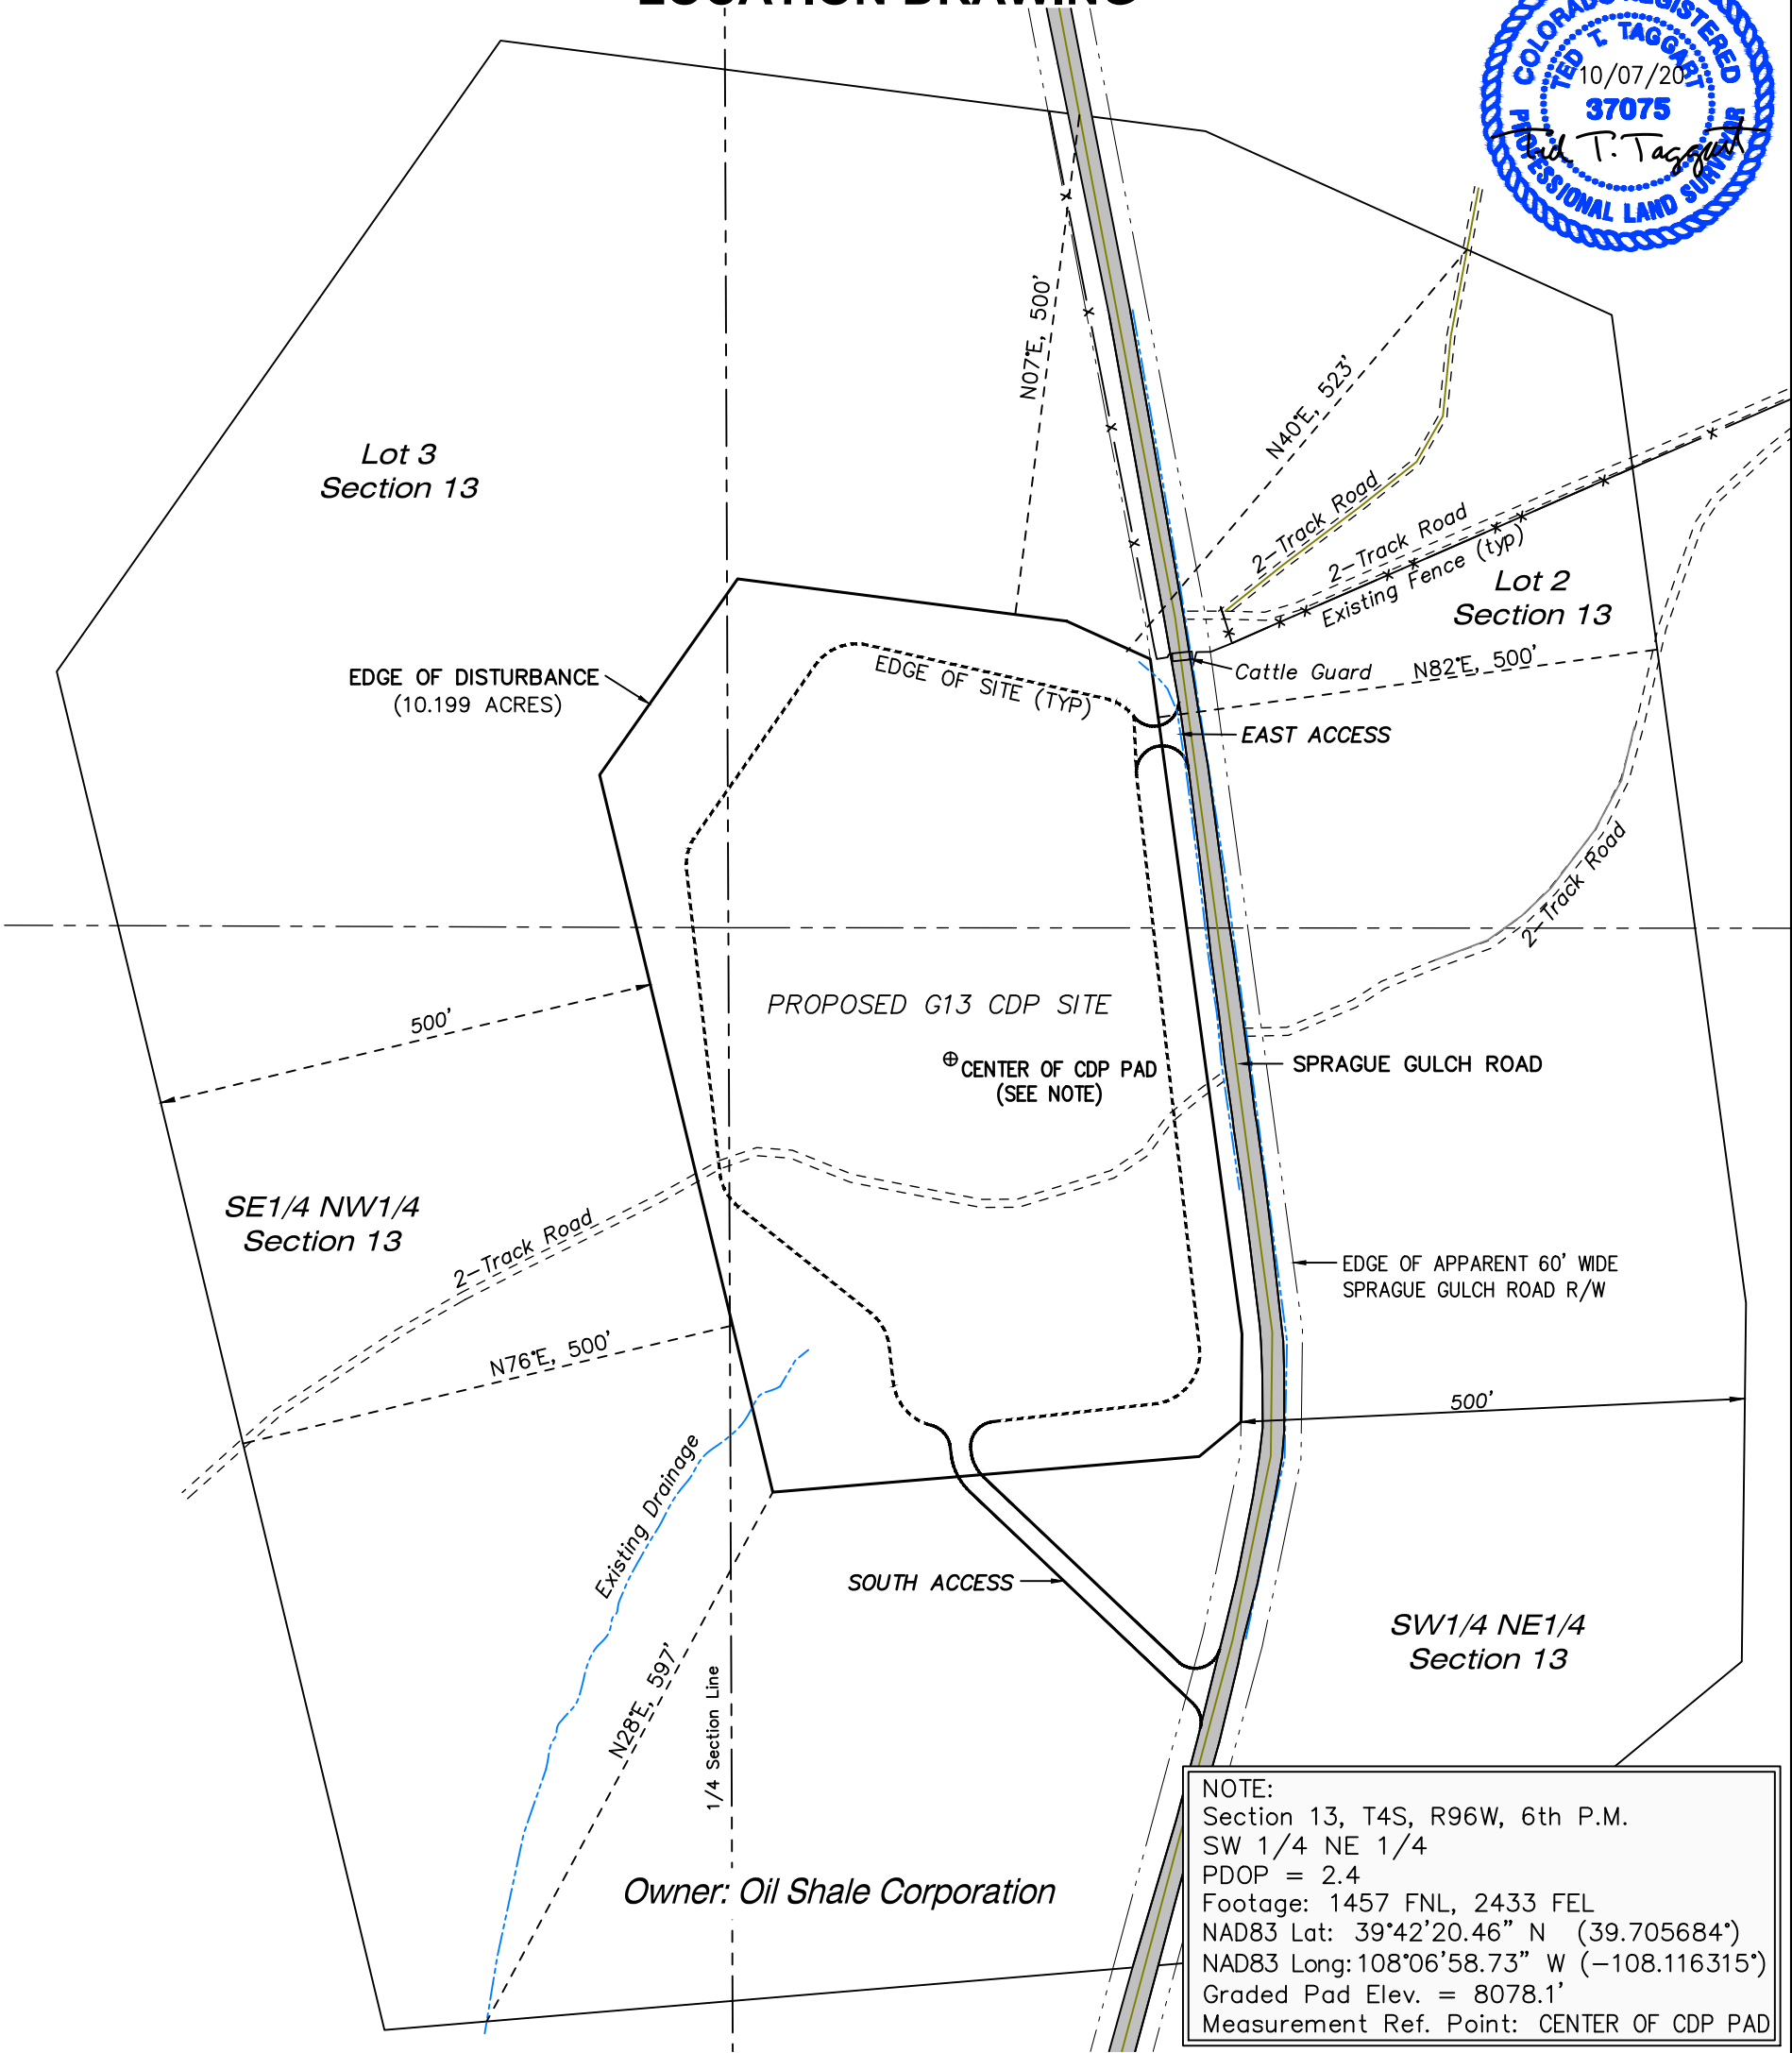 LOCATION DRAWING
COLORADO REGISTERED
TED T. TAGGART
10/07/20
37075
Ted T. Taggart
PROFESSIONAL LAND SURVEYOR
N07°E, 500'
N40°E, 523'
Lot 3
Section 13
2-Track Road
2-Track Road
Existing Fence (typ)
Lot 2
Section 13
EDGE OF DISTURBANCE
(10.199 ACRES)
EDGE OF SITE (TYP)
Cattle Guard
N82°E, 500'
EAST ACCESS
2-Track Road
500'
PROPOSED G13 CDP SITE
CENTER OF CDP PAD
(SEE NOTE)
SPRAGUE GULCH ROAD
SE1/4 NW1/4
Section 13
2-Track Road
EDGE OF APPARENT 60' WIDE
SPRAGUE GULCH ROAD R/W
N76°E, 500'
500'
Existing Drainage
SOUTH ACCESS
SW1/4 NE1/4
Section 13
N28°E, 597'
1/4 Section Line
Owner: Oil Shale Corporation
NOTE:
Section 13, T4S, R96W, 6th P.M.
SW 1/4 NE 1/4
PDOP = 2.4
Footage: 1457 FNL, 2433 FEL
NAD83 Lat: 39°42'20.46" N (39.705684°)
NAD83 Long: 108°06'58.73" W (-108.116315°)
Graded Pad Elev. = 8078.1'
Measurement Ref. Point: CENTER OF CDP PAD